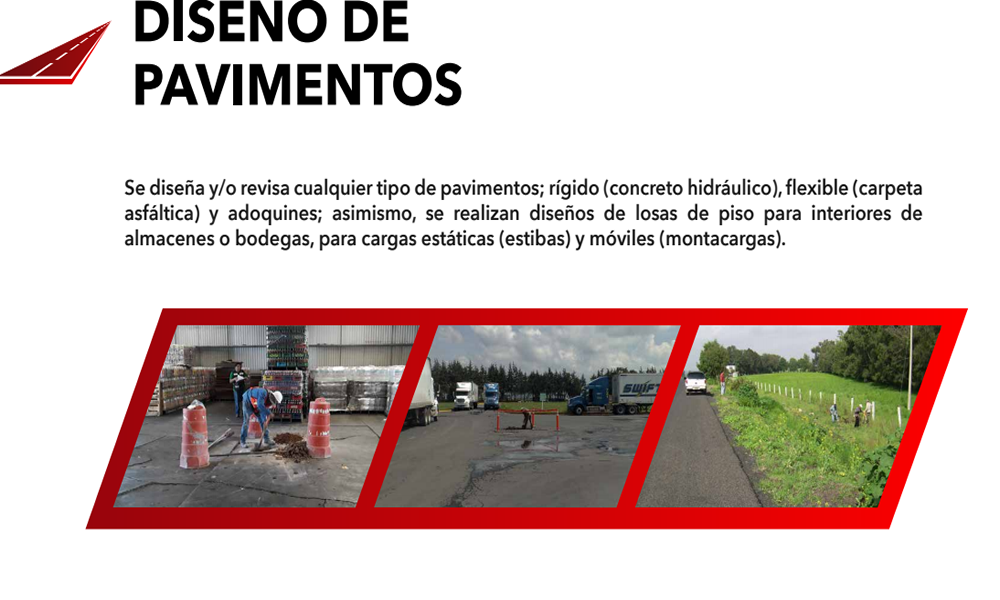 DISEÑO DE
PAVIMENTOS
Se diseña y/o revisa cualquier tipo de pavimentos; rígido (concreto hidráulico), flexible (carpeta
asfáltica) y adoquines; asimismo, se realizan diseños de losas de piso para interiores de
almacenes o bodegas, para cargas estáticas (estibas) y móviles (montacargas).
SWIFT